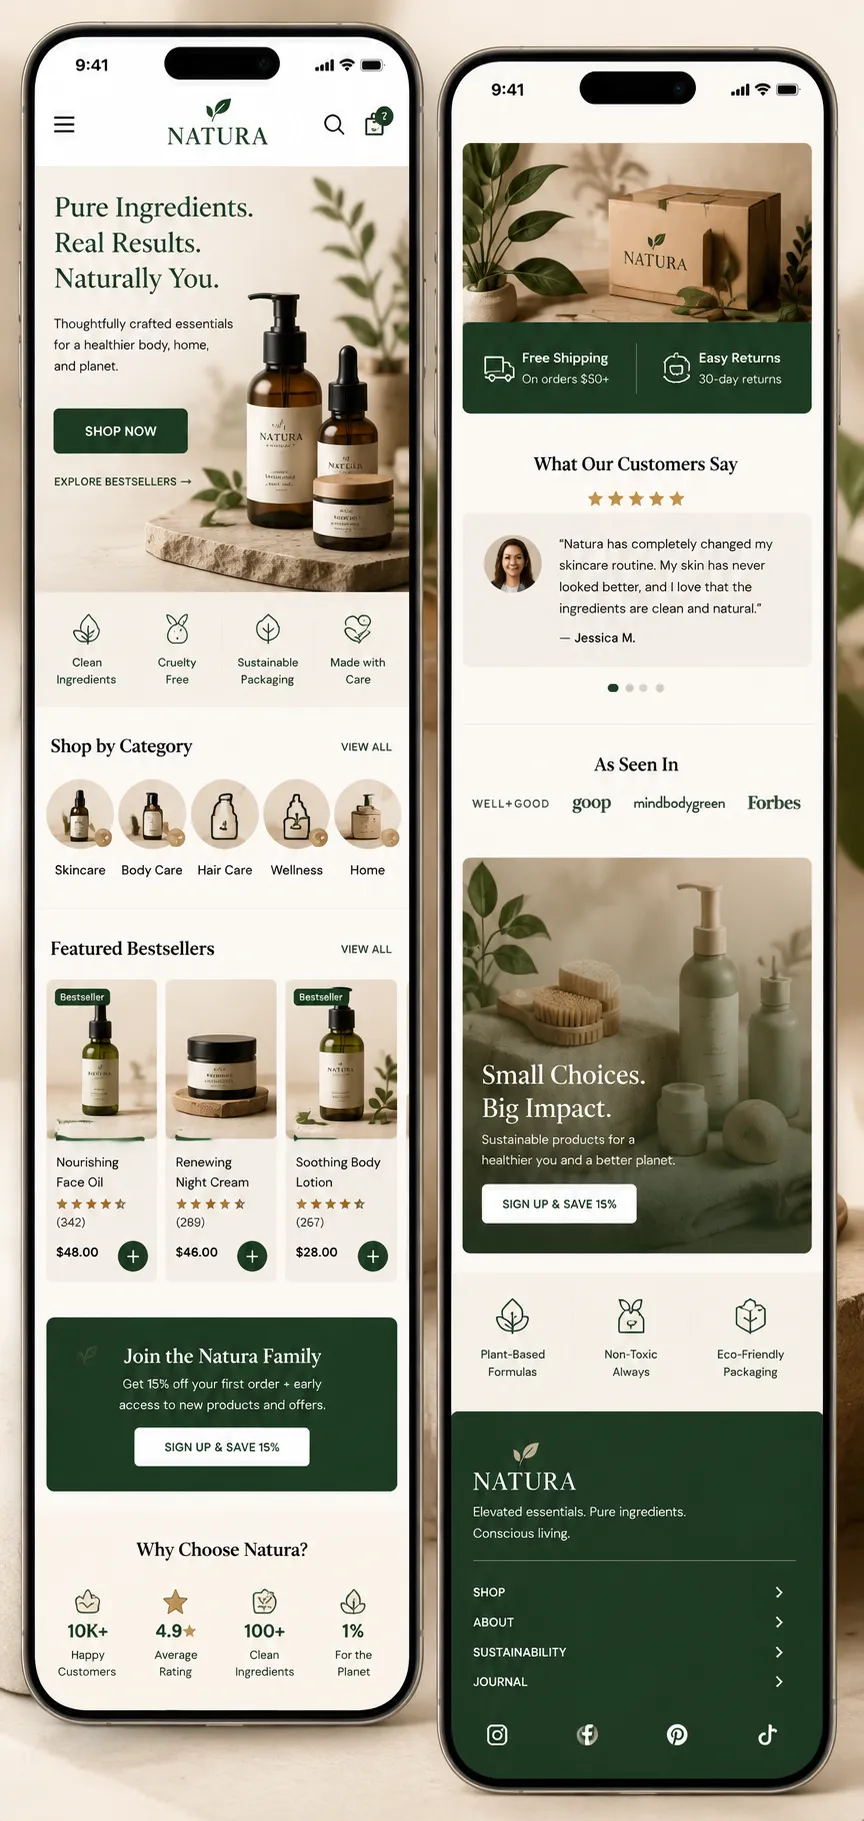 9:41
2
NATURA
Pure Ingredients.
Real Results.
Naturally You.
Thoughtfully crafted essentials
for a healthier body, home,
and planet.
SHOP NOW
EXPLORE BESTSELLERS →
NATURA
NATURA
Clean
Ingredients
Cruelty
Free
Sustainable
Packaging
Made with
Care
Shop by Category
VIEW ALL
Skincare
Body Care
Hair Care
Wellness
Home
Featured Bestsellers
VIEW ALL
Bestseller
Bestseller
NATURA
Nourishing
Face Oil
(342)
$48.00
Renewing
Night Cream
(289)
$46.00
Soothing Body
Lotion
(267)
$28.00
Join the Natura Family
Get 15% off your first order + early
access to new products and offers.
SIGN UP & SAVE 15%
Why Choose Natura?
10K+
Happy
Customers
4.9★
Average
Rating
100+
Clean
Ingredients
1%
For the
Planet
9:41
NATURA
Free Shipping
On orders $50+
Easy Returns
30-day returns
What Our Customers Say
“Natura has completely changed my
skincare routine. My skin has never
looked better, and I love that the
ingredients are clean and natural.”
— Jessica M.
As Seen In
WELL+GOOD
goop
mindbodygreen
Forbes
Small Choices.
Big Impact.
Sustainable products for a
healthier you and a better planet.
SIGN UP & SAVE 15%
Plant-Based
Formulas
Non-Toxic
Always
Eco-Friendly
Packaging
NATURA
Elevated essentials. Pure ingredients.
Conscious living.
SHOP
ABOUT
SUSTAINABILITY
JOURNAL